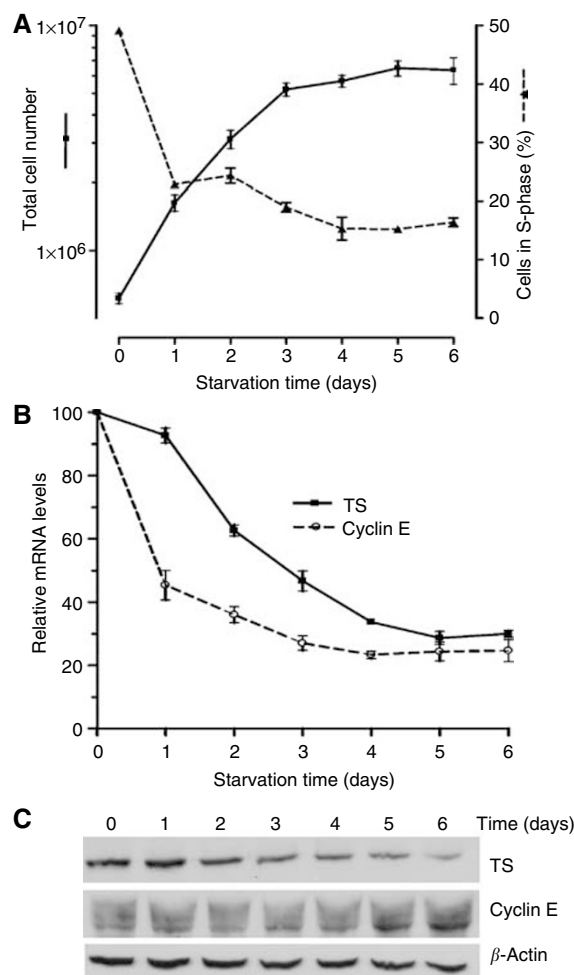 A
1×10⁷
1×10⁶
Total cell number
50
40
30
20
10
0
Cells in S-phase (%)
0 1 2 3 4 5 6
Starvation time (days)
B
100
80
60
40
20
0
Relative mRNA levels
TS
Cyclin E
0 1 2 3 4 5 6
Starvation time (days)
C
0 1 2 3 4 5 6 Time (days)
TS
Cyclin E
β-Actin